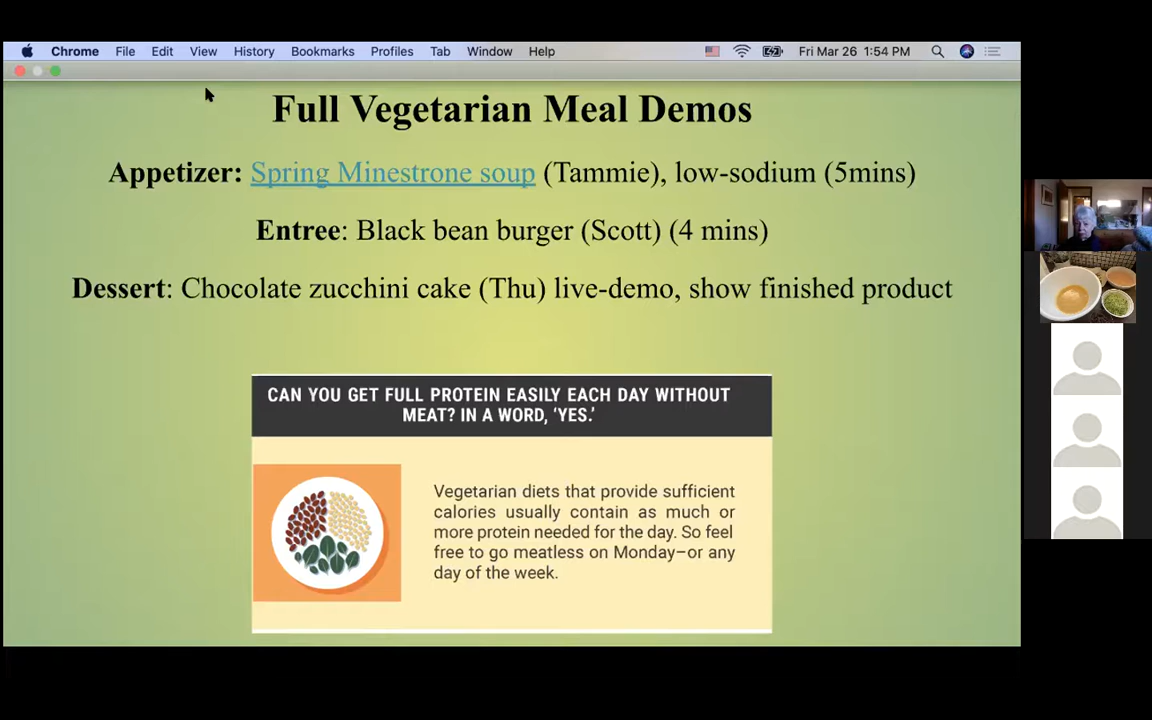 Chrome File Edit View History Bookmarks Profiles Tab Window Help Fri Mar 26 1:54 PM
Full Vegetarian Meal Demos
Appetizer: Spring Minestrone soup (Tammie), low-sodium (5mins)
Entree: Black bean burger (Scott) (4 mins)
Dessert: Chocolate zucchini cake (Thu) live-demo, show finished product
CAN YOU GET FULL PROTEIN EASILY EACH DAY WITHOUT
MEAT? IN A WORD, ‘YES.’
Vegetarian diets that provide sufficient
calories usually contain as much or
more protein needed for the day. So feel
free to go meatless on Monday–or any
day of the week.